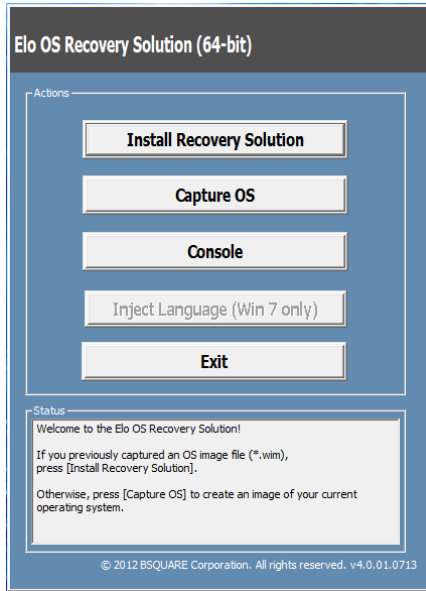 Elo OS Recovery Solution (64-bit)
Actions
Install Recovery Solution
Capture OS
Console
Inject Language (Win 7 only)
Exit
Status
Welcome to the Elo OS Recovery Solution!
If you previously captured an OS image file (*.wim),
press [Install Recovery Solution].
Otherwise, press [Capture OS] to create an image of your current
operating system.
© 2012 BSQUARE Corporation. All rights reserved. v4.0.01.0713